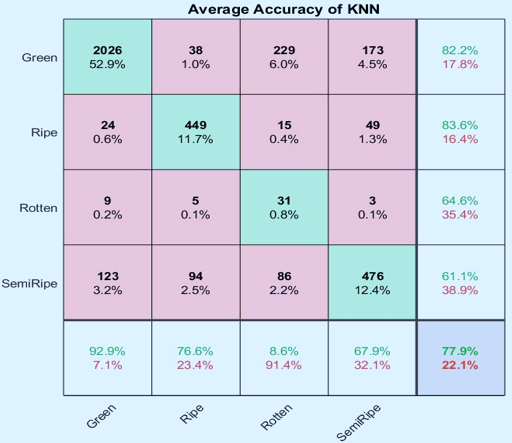 Average Accuracy of KNN
Green
2026 38 229 173 82.2%
52.9% 1.0% 6.0% 4.5% 17.8%
Ripe
24 449 15 49 83.6%
0.6% 11.7% 0.4% 1.3% 16.4%
Rotten
9 5 31 3 64.6%
0.2% 0.1% 0.8% 0.1% 35.4%
SemiRipe
123 94 86 476 61.1%
3.2% 2.5% 2.2% 12.4% 38.9%
92.9% 76.6% 8.6% 67.9% 77.9%
7.1% 23.4% 91.4% 32.1% 22.1%
Green Ripe Rotten SemiRipe